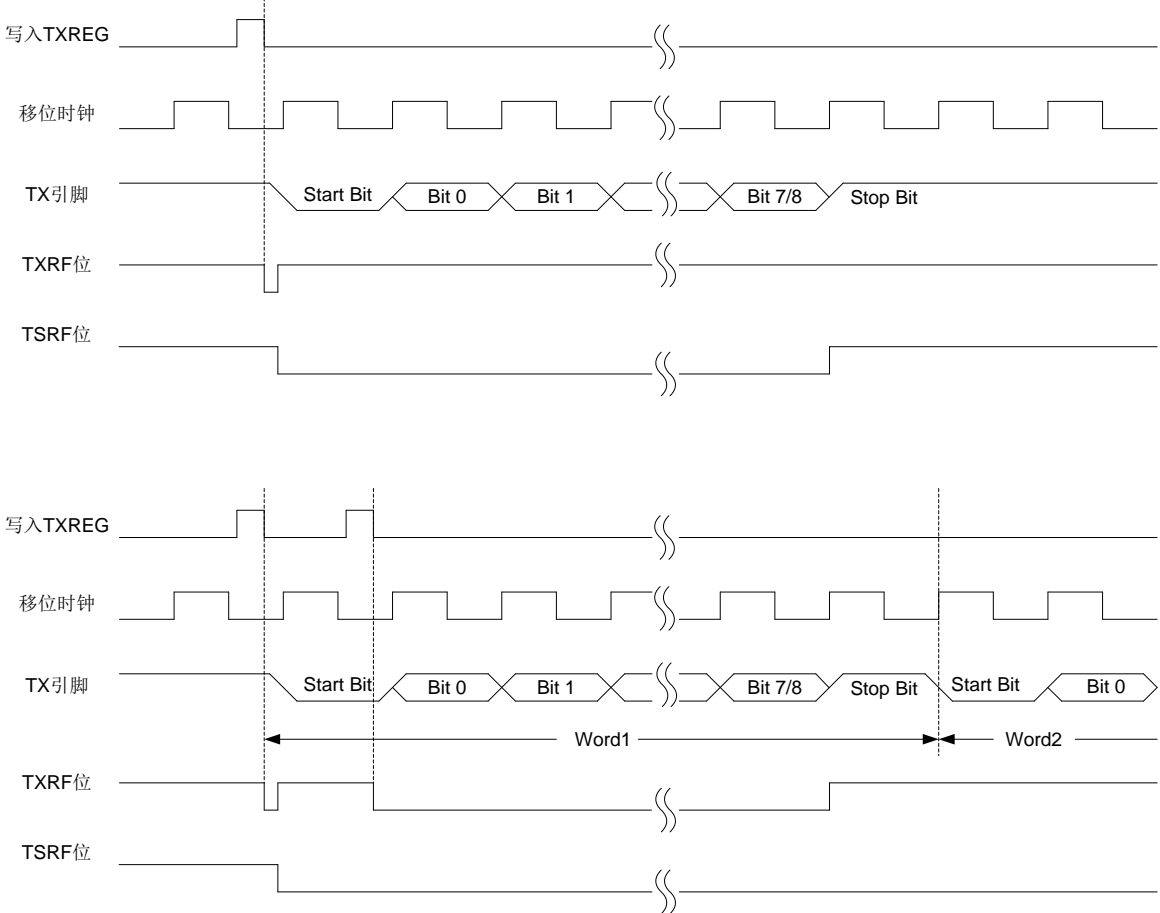 写入TXREG
移位时钟
TX引脚 Start Bit Bit 0 Bit 1 Bit 7/8 Stop Bit
TXRF位
TSRF位
写入TXREG
移位时钟
TX引脚 Start Bit Bit 0 Bit 1 Bit 7/8 Stop Bit Start Bit Bit 0
Word1 Word2
TXRF位
TSRF位